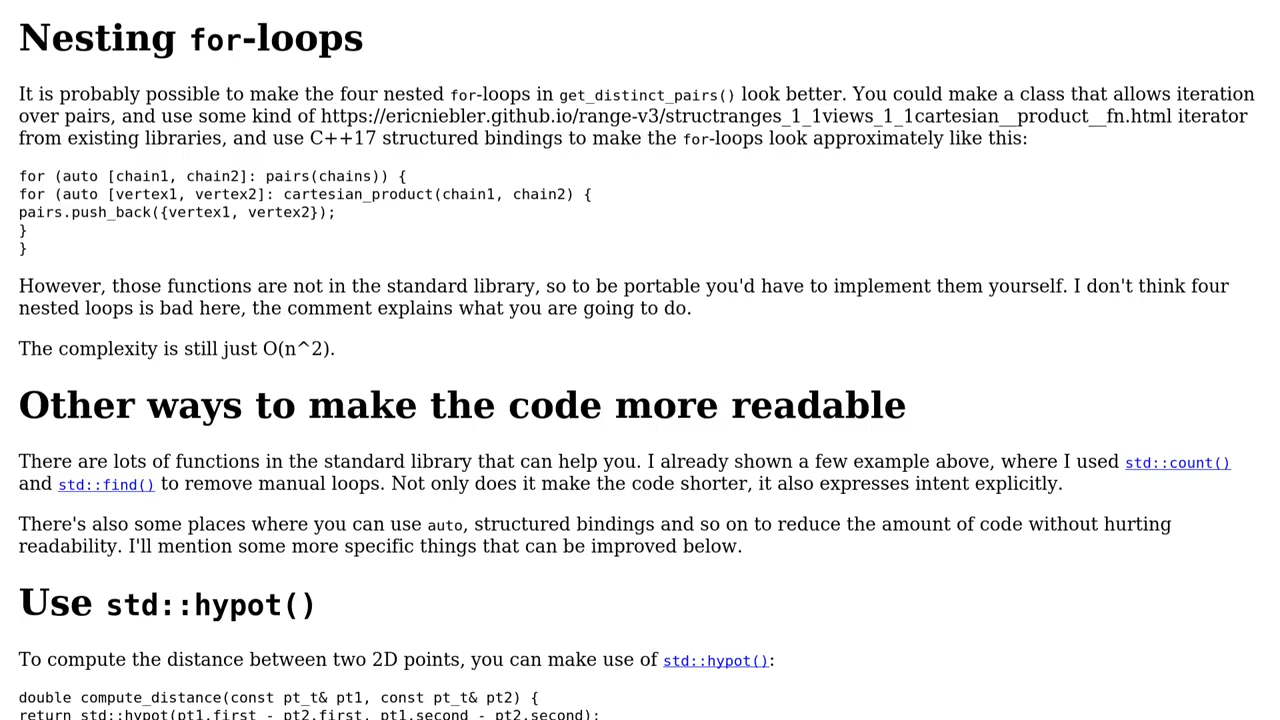 Nesting for-loops
It is probably possible to make the four nested for-loops in get_distinct_pairs() look better. You could make a class that allows iteration
over pairs, and use some kind of https://ericniebler.github.io/range-v3/structranges_1_1views_1_1cartesian__product__fn.html iterator
from existing libraries, and use C++17 structured bindings to make the for-loops look approximately like this:
for (auto [chain1, chain2]: pairs(chains)) {
for (auto [vertex1, vertex2]: cartesian_product(chain1, chain2) {
pairs.push_back({vertex1, vertex2});
}
}
However, those functions are not in the standard library, so to be portable you'd have to implement them yourself. I don't think four
nested loops is bad here, the comment explains what you are going to do.
The complexity is still just O(n^2).
Other ways to make the code more readable
There are lots of functions in the standard library that can help you. I already shown a few example above, where I used std::count()
and std::find() to remove manual loops. Not only does it make the code shorter, it also expresses intent explicitly.
There's also some places where you can use auto, structured bindings and so on to reduce the amount of code without hurting
readability. I'll mention some more specific things that can be improved below.
Use std::hypot()
To compute the distance between two 2D points, you can make use of std::hypot():
double compute_distance(const pt_t& pt1, const pt_t& pt2) {
return std::hypot(pt1.first - pt2.first, pt1.second - pt2.second);